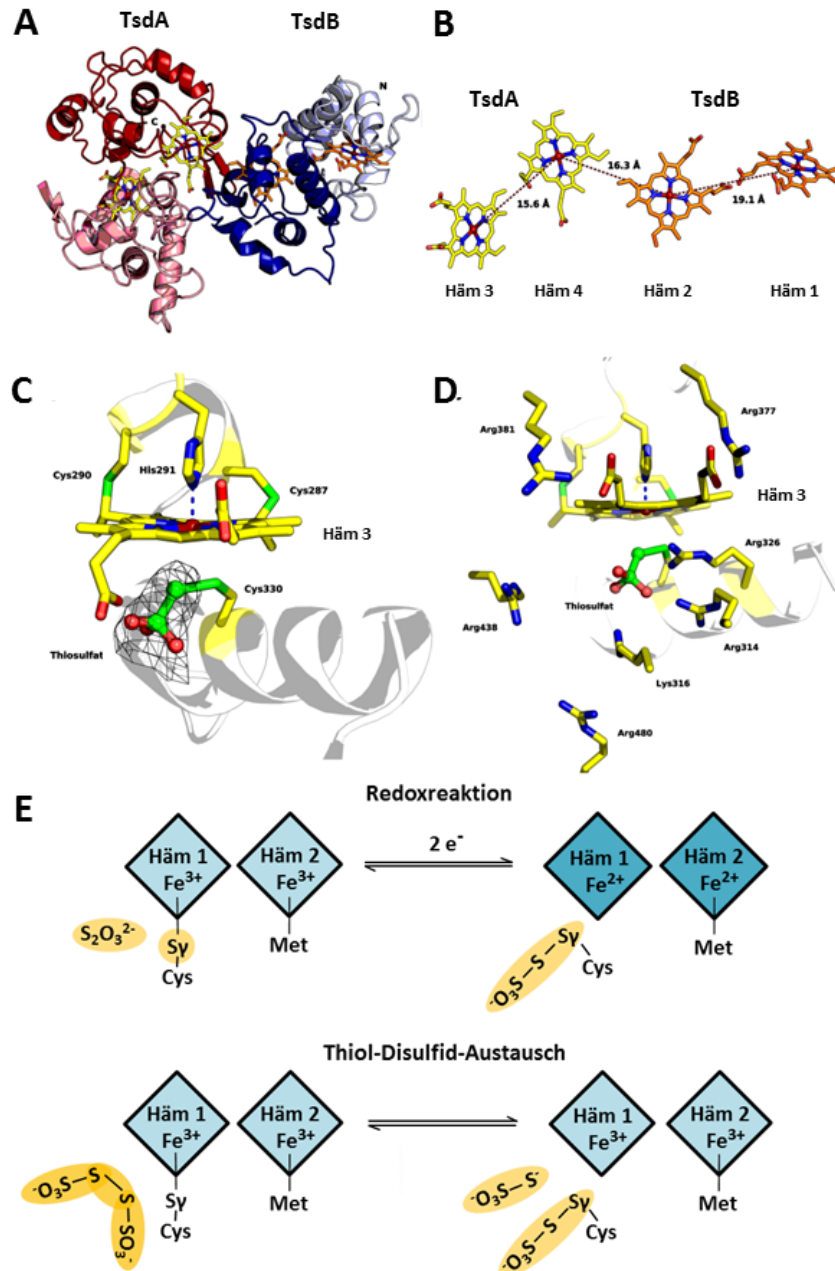 A
TsdA
TsdB
N
C
B
TsdA
TsdB
16.3 Å
15.6 Å
19.1 Å
Häm 3
Häm 4
Häm 2
Häm 1
C
Cys290
His291
Cys287
Häm 3
Cys330
Thiosulfat
D.
Arg381
Arg377
Häm 3
Arg326
Thiosulfat
Arg438
Arg314
Lys316
Arg480
E
Redoxreaktion
Häm 1
Fe³⁺
Häm 2
Fe³⁺
S₂O₃²⁻
Sγ
Cys
Met
2 e⁻
Häm 1
Fe²⁺
Häm 2
Fe²⁺
⁻O₃S–S–Sγ
Cys
Met
Thiol-Disulfid-Austausch
Häm 1
Fe³⁺
Häm 2
Fe³⁺
⁻O₃S–S–S–SO₃⁻
Sγ
Cys
Met
Häm 1
Fe³⁺
Häm 2
Fe³⁺
⁻O₃S–S⁻
⁻O₃S–S–Sγ
Cys
Met